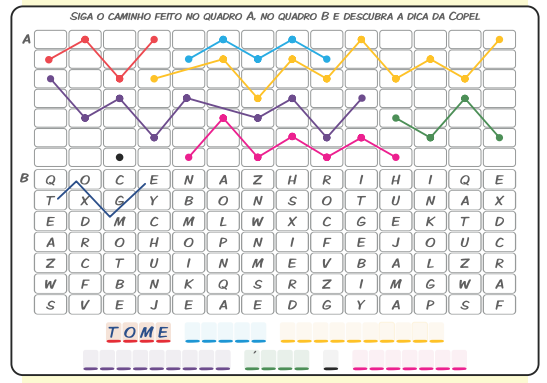 SIGA O CAMINHO FEITO NO QUADRO A, NO QUADRO B E DESCUBRA A DICA DA COPEL
A
B
Q O C E N A Z H R I H I Q E
T X G Y B O N S O T U N A X
E D M C M L W X C G E K T D
A R O H O P N I F E J O U C
Z C T U I N M E V B A L Z R
W F B N K Q S R Z I M G W A
S V E J E A E D G Y A P S F
TOME